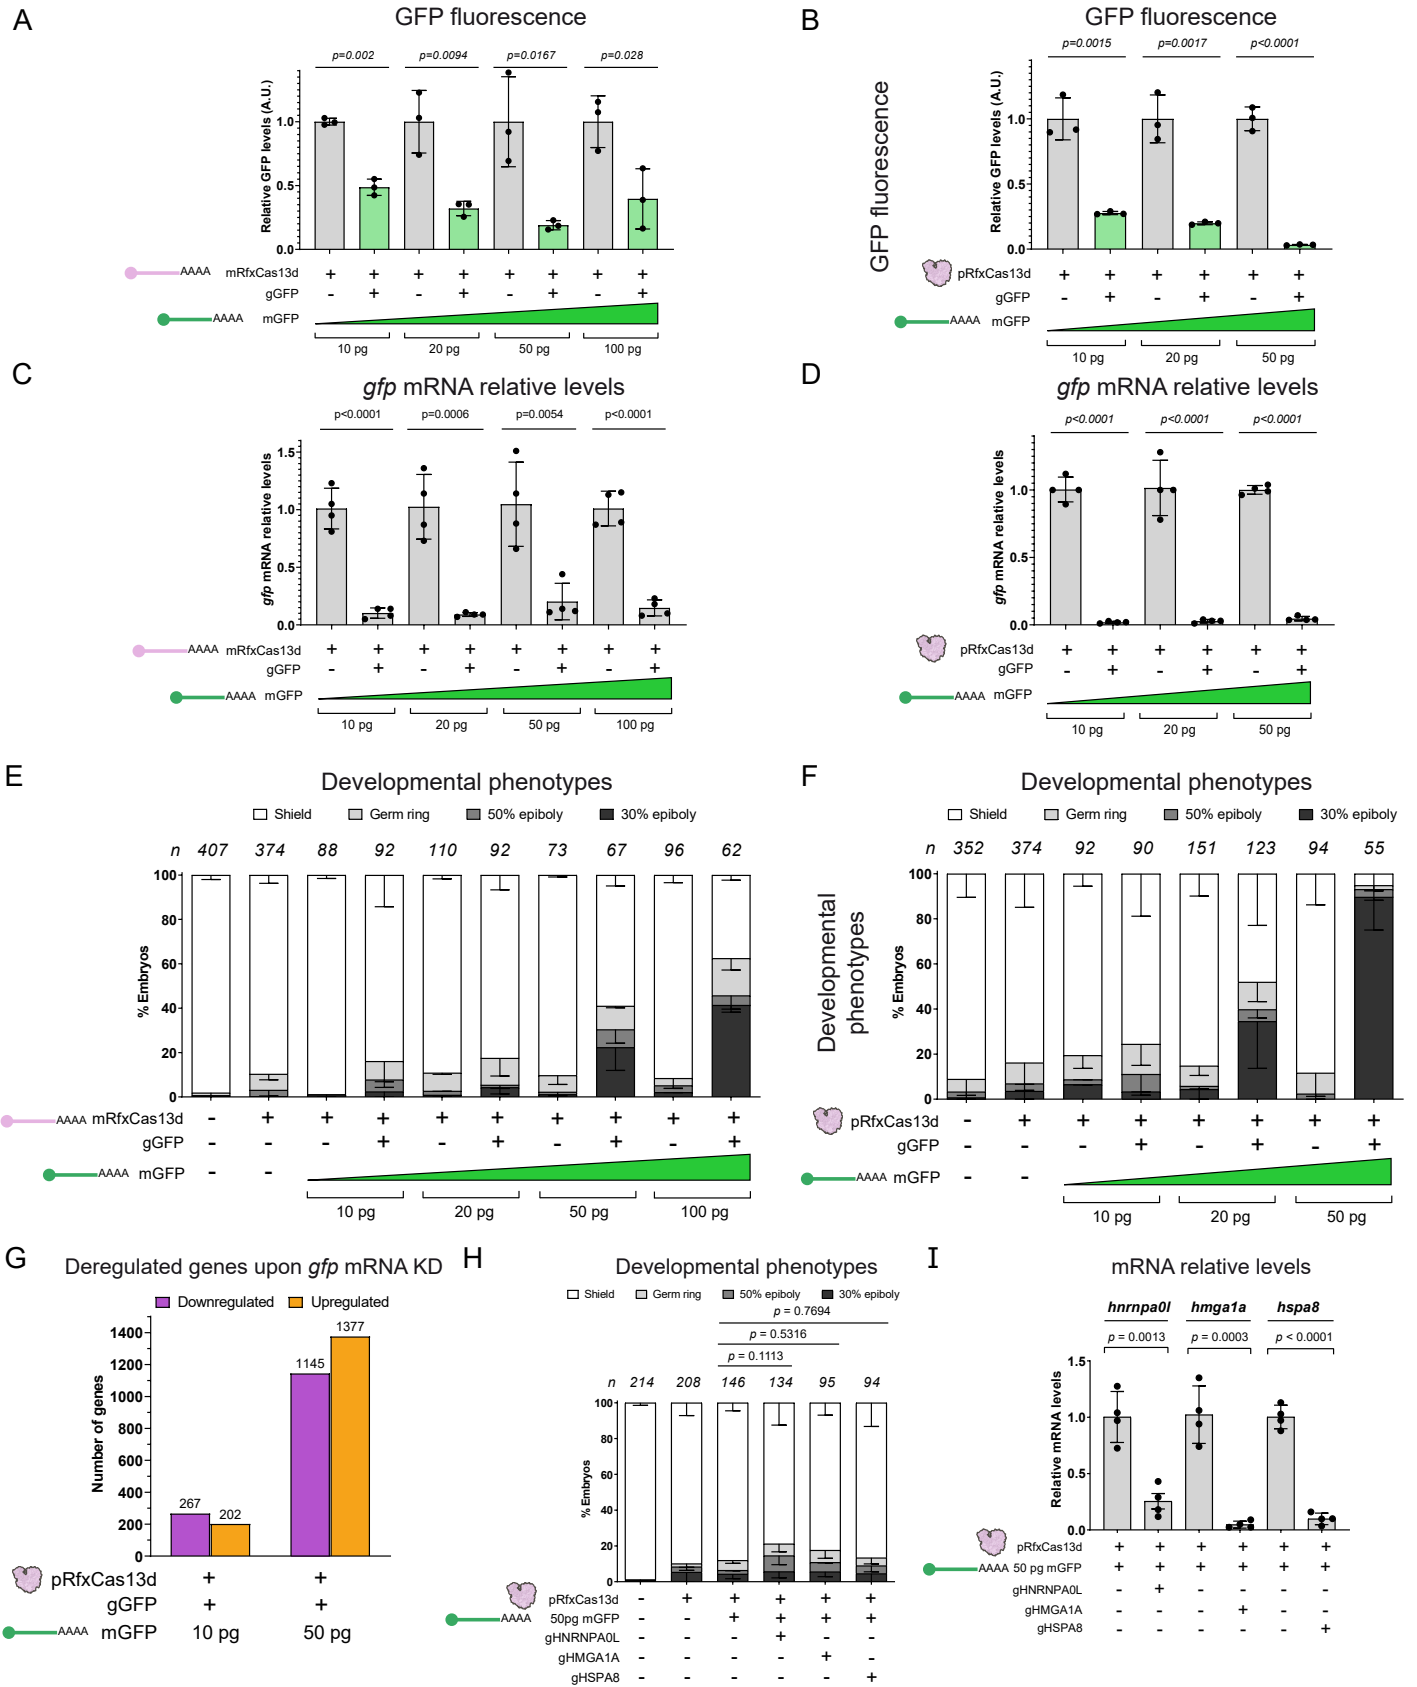 A
GFP fluorescence
p=0.002 p=0.0094 p=0.0167 p=0.028
Relative GFP levels (A.U.)
1.0
0.5
0.0
AAAA mRfxCas13d + + + + + + + +
gGFP - + - + - + - +
AAAA mGFP
10 pg 20 pg 50 pg 100 pg
B
GFP fluorescence
GFP fluorescence
p=0.0015 p=0.0017 p<0.0001
Relative GFP levels (A.U.)
1.0
0.5
0.0
pRfxCas13d + + + + + +
gGFP - + - + - +
AAAA mGFP
10 pg 20 pg 50 pg
C
gfp mRNA relative levels
p<0.0001 p=0.0006 p=0.0054 p<0.0001
gfp mRNA relative levels
1.5
1.0
0.5
0.0
AAAA mRfxCas13d + + + + + + + +
gGFP - + - + - + - +
AAAA mGFP
10 pg 20 pg 50 pg 100 pg
D
gfp mRNA relative levels
p<0.0001 p<0.0001 p<0.0001
gfp mRNA relative levels
1.0
0.5
0.0
pRfxCas13d + + + + + +
gGFP - + - + - +
AAAA mGFP
10 pg 20 pg 50 pg
E
Developmental phenotypes
Shield Germ ring 50% epiboly 30% epiboly
n 407 374 88 92 110 92 73 67 96 62
% Embryos
100
80
60
40
20
0
AAAA mRfxCas13d - + + + + + + + + +
gGFP - - - + - + - + - +
AAAA mGFP - -
10 pg 20 pg 50 pg 100 pg
F
Developmental phenotypes
Developmental
phenotypes
Shield Germ ring 50% epiboly 30% epiboly
n 352 374 92 90 151 123 94 55
% Embryos
100
80
60
40
20
0
pRfxCas13d - + + + + + + +
gGFP - - - + - + - +
AAAA mGFP - -
10 pg 20 pg 50 pg
G
Deregulated genes upon gfp mRNA KD
Downregulated Upregulated
Number of genes
1400
1200
1000
800
600
400
200
0
267 202 1145 1377
pRfxCas13d + +
gGFP + +
AAAA mGFP 10 pg 50 pg
H
Developmental phenotypes
Shield Germ ring 50% epiboly 30% epiboly
p = 0.7694
p = 0.5316
p = 0.1113
n 214 208 146 134 95 94
% Embryos
100
80
60
40
20
0
pRfxCas13d - + + + + +
AAAA 50pg mGFP - - + + + +
gHNRNPA0L - - - + - -
gHMGA1A - - - - + -
gHSPA8 - - - - - +
I
mRNA relative levels
hnrnpa0l hmga1a hspa8
p = 0.0013 p = 0.0003 p < 0.0001
Relative mRNA levels
1.5
1.0
0.5
0.0
pRfxCas13d + + + + + +
AAAA 50 pg mGFP + + + + + +
gHNRNPA0L - + - - - -
gHMGA1A - - - + - -
gHSPA8 - - - - - +